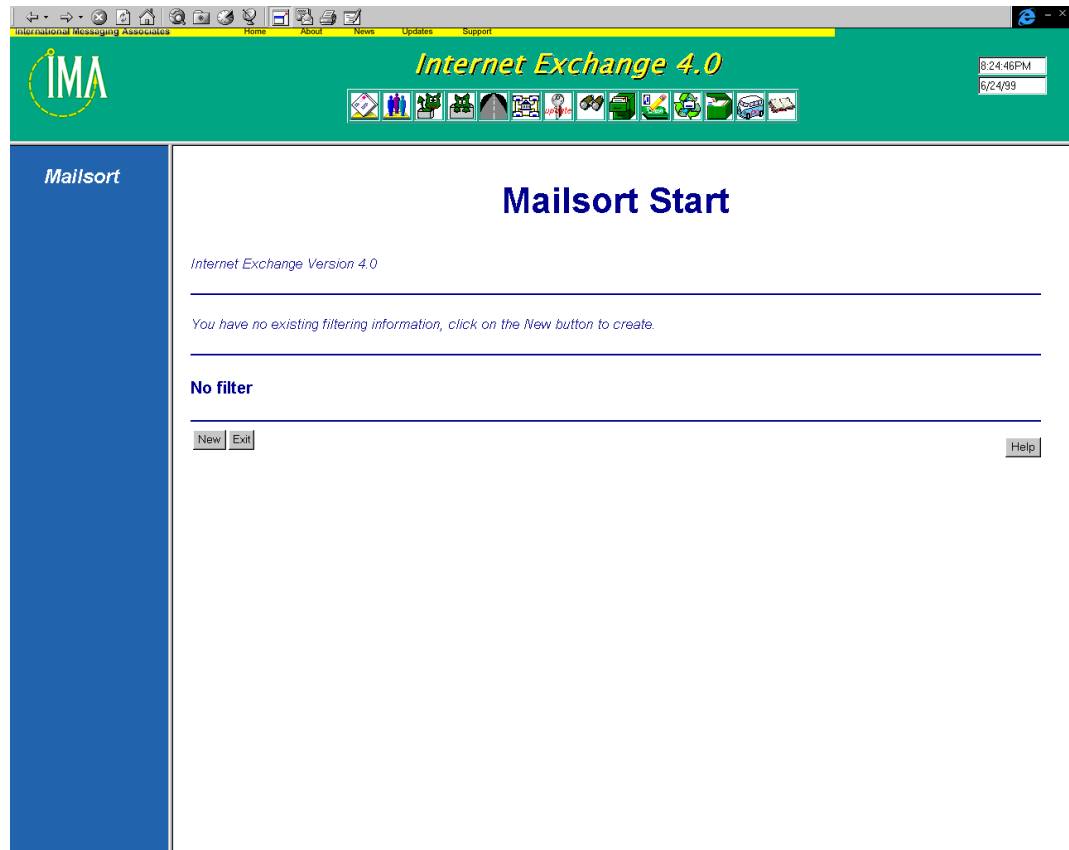 International Messaging Associates Home About News Updates Support
IMA
Internet Exchange 4.0
8:24:46PM
6/24/99
update
Mailsort
Mailsort Start
Internet Exchange Version 4.0
You have no existing filtering information, click on the New button to create.
No filter
New Exit
Help